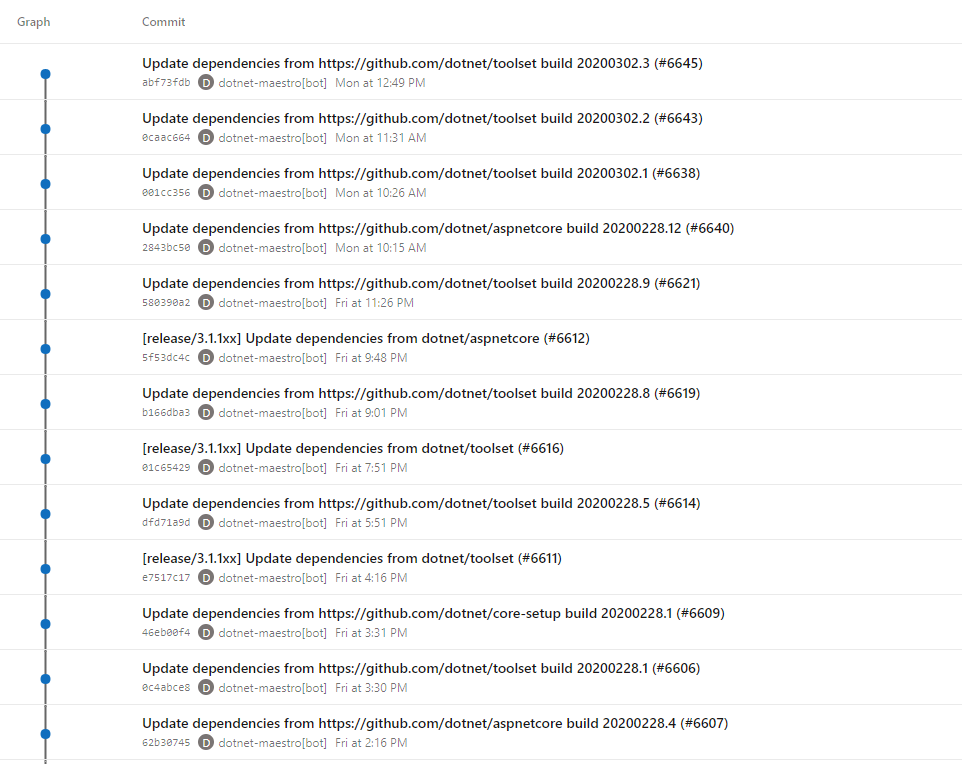 Graph Commit
Update dependencies from https://github.com/dotnet/toolset build 20200302.3 (#6645)
abf73fdb D dotnet-maestro[bot] Mon at 12:49 PM
Update dependencies from https://github.com/dotnet/toolset build 20200302.2 (#6643)
0caac664 D dotnet-maestro[bot] Mon at 11:31 AM
Update dependencies from https://github.com/dotnet/toolset build 20200302.1 (#6638)
001cc356 D dotnet-maestro[bot] Mon at 10:26 AM
Update dependencies from https://github.com/dotnet/aspnetcore build 20200228.12 (#6640)
2843bc50 D dotnet-maestro[bot] Mon at 10:15 AM
Update dependencies from https://github.com/dotnet/toolset build 20200228.9 (#6621)
580390a2 D dotnet-maestro[bot] Fri at 11:26 PM
[release/3.1.1xx] Update dependencies from dotnet/aspnetcore (#6612)
5f53dc4c D dotnet-maestro[bot] Fri at 9:48 PM
Update dependencies from https://github.com/dotnet/toolset build 20200228.8 (#6619)
b166dba3 D dotnet-maestro[bot] Fri at 9:01 PM
[release/3.1.1xx] Update dependencies from dotnet/toolset (#6616)
01c65429 D dotnet-maestro[bot] Fri at 7:51 PM
Update dependencies from https://github.com/dotnet/toolset build 20200228.5 (#6614)
dfd71a9d D dotnet-maestro[bot] Fri at 5:51 PM
[release/3.1.1xx] Update dependencies from dotnet/toolset (#6611)
e7517c17 D dotnet-maestro[bot] Fri at 4:16 PM
Update dependencies from https://github.com/dotnet/core-setup build 20200228.1 (#6609)
46eb00f4 D dotnet-maestro[bot] Fri at 3:31 PM
Update dependencies from https://github.com/dotnet/toolset build 20200228.1 (#6606)
0c4abce8 D dotnet-maestro[bot] Fri at 3:30 PM
Update dependencies from https://github.com/dotnet/aspnetcore build 20200228.4 (#6607)
62b30745 D dotnet-maestro[bot] Fri at 2:16 PM